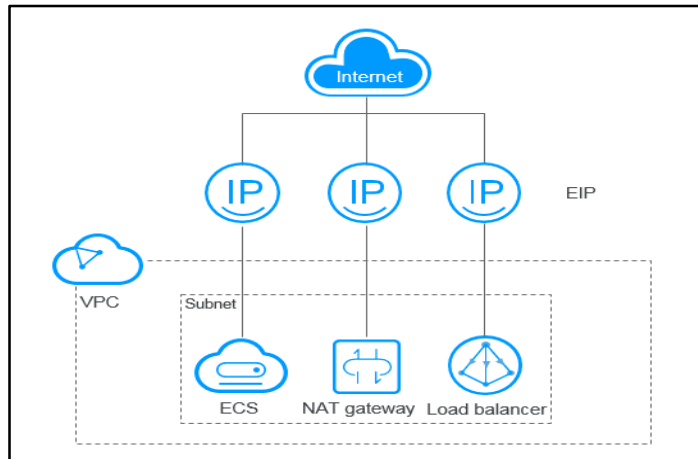 Internet
IP IP IP EIP
VPC
Subnet
ECS NAT gateway Load balancer